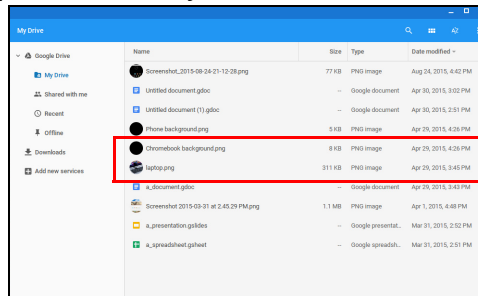 My Drive
AZ
Google Drive
My Drive
Shared with me
Recent
Offline
Downloads
Add new services
Name Size Type Date modified
Screenshot_2015-08-24-21-12-28.png 77 KB PNG image Aug 24, 2015, 4:42 PM
Untitled document.gdoc -- Google document Apr 30, 2015, 3:02 PM
Untitled document (1).gdoc -- Google document Apr 30, 2015, 2:51 PM
Phone background.png 5 KB PNG image Apr 29, 2015, 4:26 PM
Chromebook background.png 8 KB PNG image Apr 29, 2015, 4:26 PM
laptop.png 311 KB PNG image Apr 29, 2015, 3:45 PM
a_document.gdoc -- Google document Apr 29, 2015, 3:43 PM
Screenshot 2015-03-31 at 2.45.29 PM.png 1.1 MB PNG image Apr 1, 2015, 4:48 PM
a_presentation.gslides -- Google presentat... Mar 31, 2015, 2:52 PM
a_spreadsheet.gsheet -- Google spreadsh... Mar 31, 2015, 2:51 PM